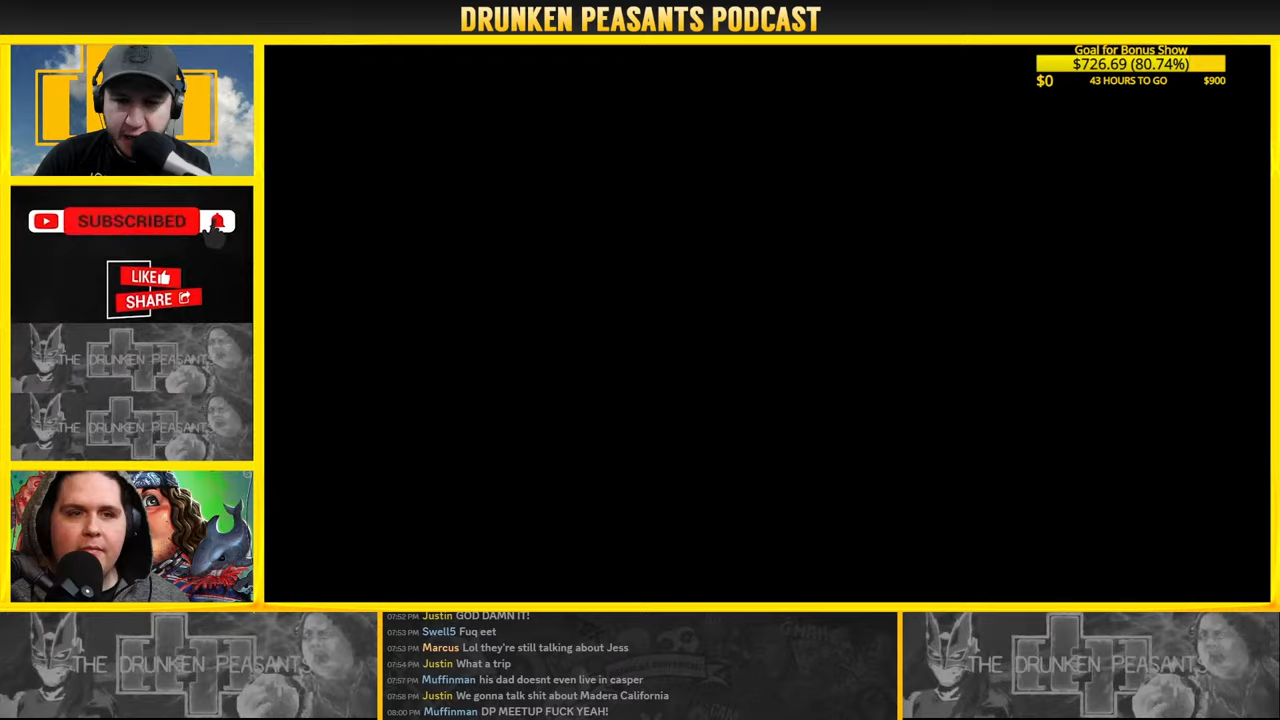 DRUNKEN PEASANTS PODCAST
Goal for Bonus Show
$726.69 (80.74%)
$0 43 HOURS TO GO $900
SUBSCRIBED
LIKE
SHARE
THE DRUNKEN PEASANTS
THE DRUNKEN PEASANTS
07:52 PM Justin GOD DAMN IT!
07:53 PM Swell5 Fuq eet
07:53 PM Marcus Lol they're still talking about Jess
07:54 PM Justin What a trip
07:57 PM Muffinman his dad doesnt even live in casper
07:58 PM Justin We gonna talk shit about Madera California
08:00 PM Muffinman DP MEETUP FUCK YEAH!
THE DRUNKEN PEASANTS
THE DRUNKEN PEASANTS